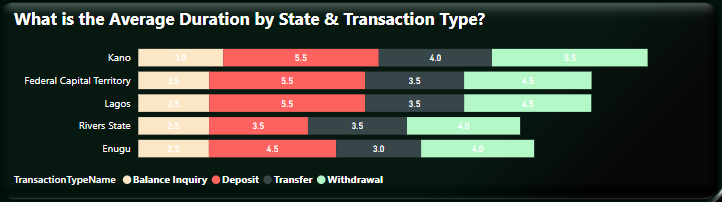 What is the Average Duration by State & Transaction Type?
Kano 3.0 5.5 4.0 5.5
Federal Capital Territory 2.5 5.5 3.5 4.5
Lagos 2.5 5.5 3.5 4.5
Rivers State 2.5 3.5 3.5 4.0
Enugu 2.5 4.5 3.0 4.0
TransactionTypeName Balance Inquiry Deposit Transfer Withdrawal